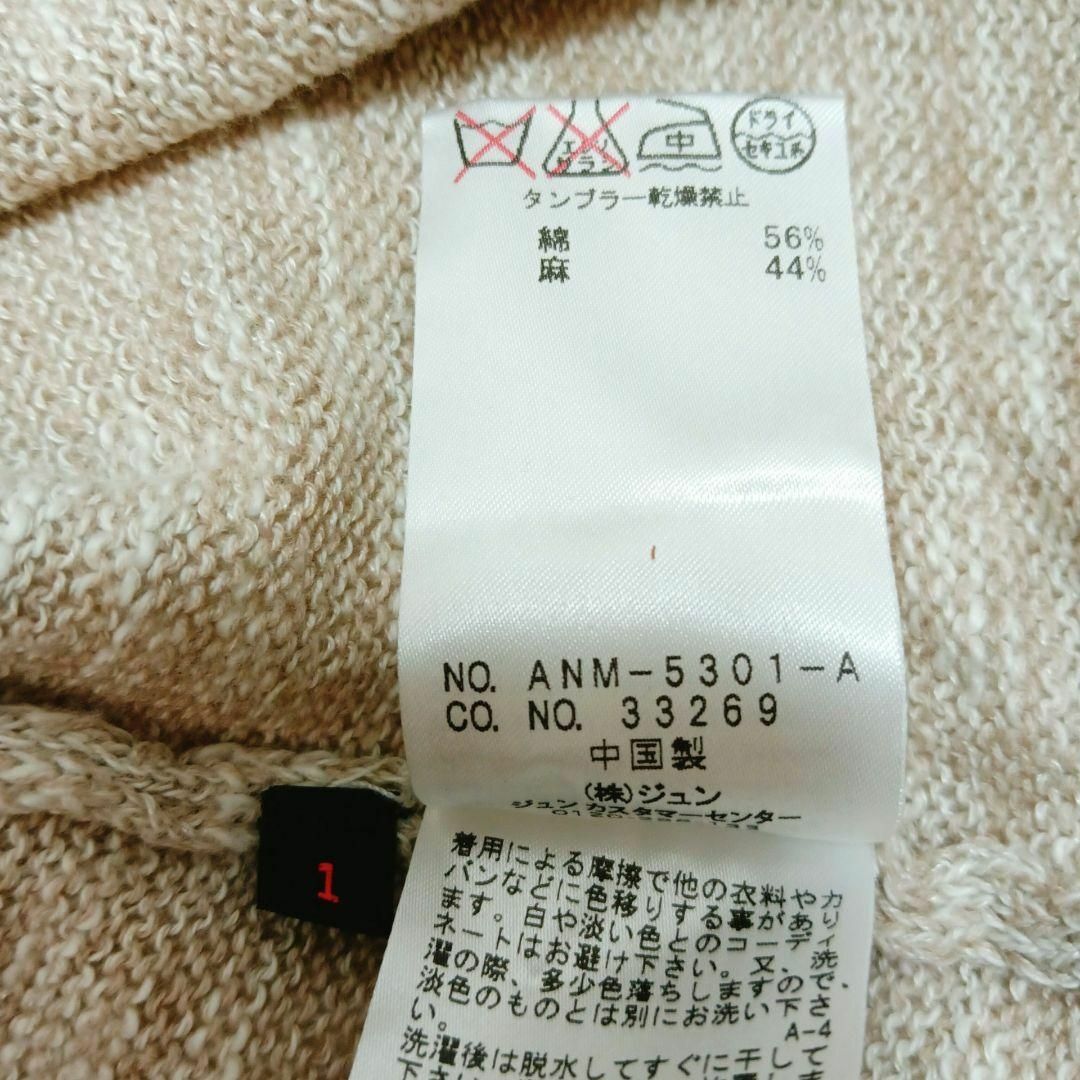 エンソ
サラシ
中
ドライ
セキユ系
タンブラー乾燥禁止
綿 56%
麻 44%
NO. ANM-5301-A
CO. NO. 33269
中国製
(株)ジュン
ジュン カスタマーセンター
0120-
1
着用による摩擦で他の衣料やカ
バンなどに色移りする事があり
ます。白や淡い色とのコーディ
ネートはお避け下さい。又、洗
濯の際、多少色落ちしますので、
淡色のものとは別にお洗い下さ
い。
A-4
洗濯後は脱水してすぐに干して
下さい